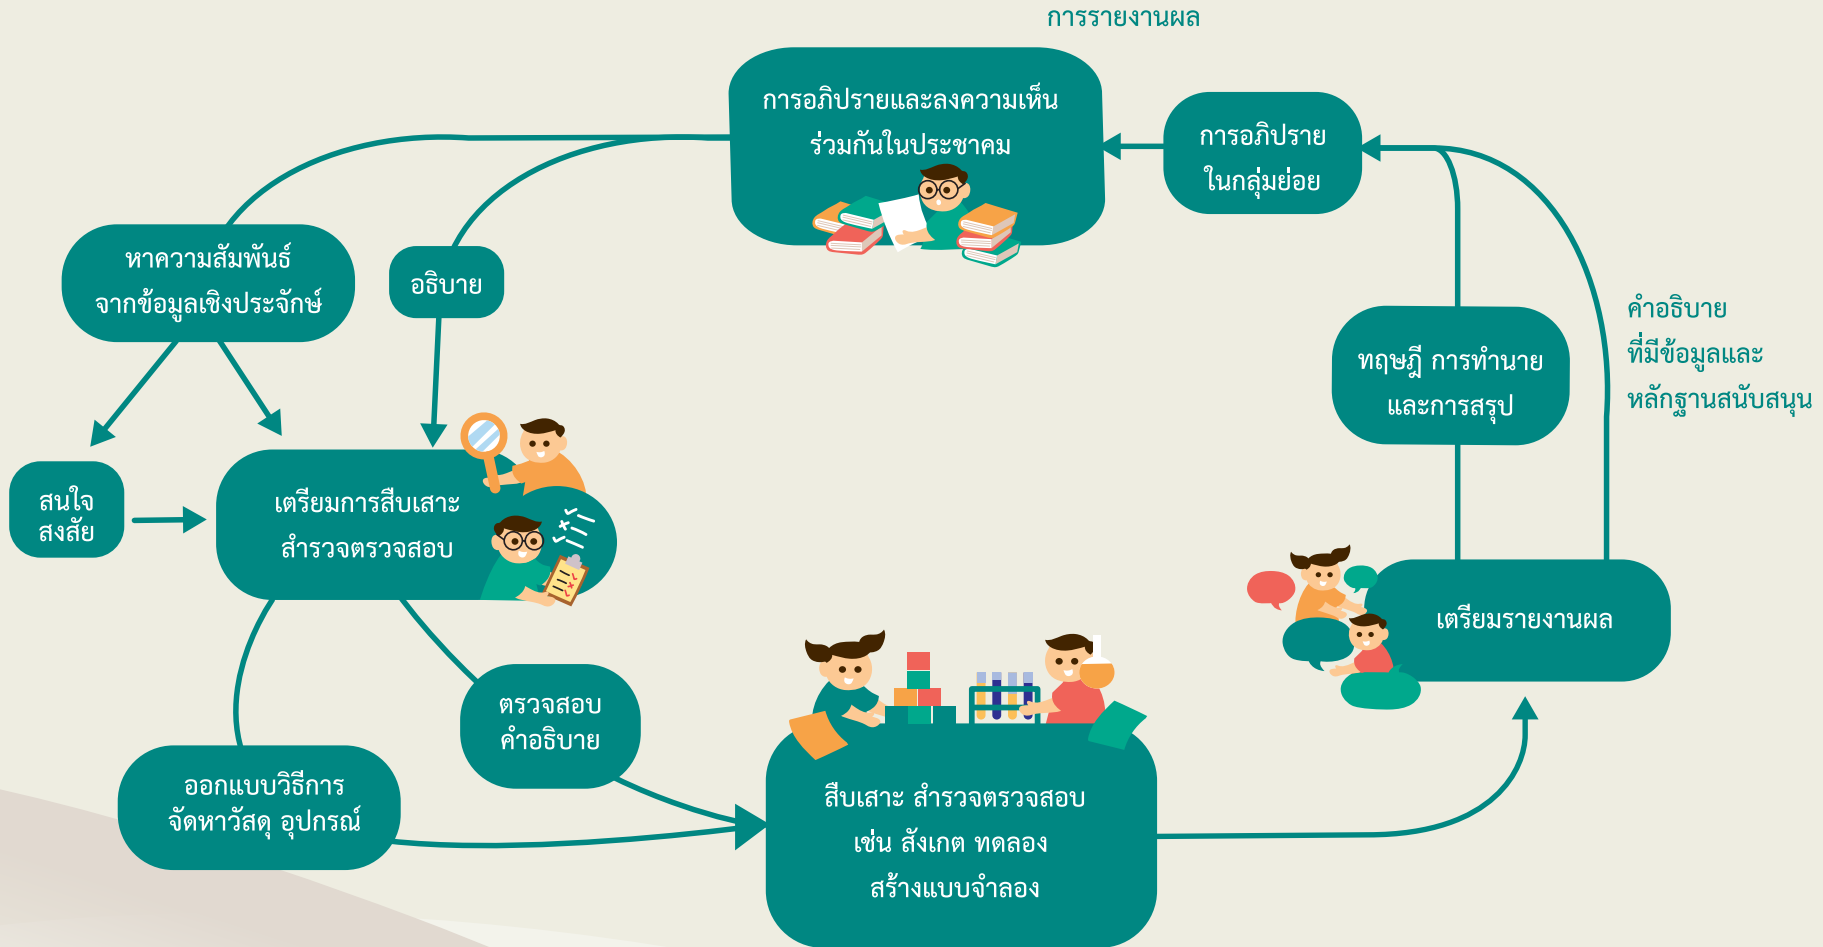 การรายงานผล
การอภิปรายและลงความเห็น
ร่วมกันในประชาคม
การอภิปราย
ในกลุ่มย่อย
หาความสัมพันธ์
จากข้อมูลเชิงประจักษ์
อธิบาย
คำอธิบาย
ที่มีข้อมูลและ
หลักฐานสนับสนุน
ทฤษฎี การทำนาย
และการสรุป
สนใจ
สงสัย
เตรียมการสืบเสาะ
สำรวจตรวจสอบ
เตรียมรายงานผล
ตรวจสอบ
คำอธิบาย
ออกแบบวิธีการ
จัดหาวัสดุ อุปกรณ์
สืบเสาะ สำรวจตรวจสอบ
เช่น สังเกต ทดลอง
สร้างแบบจำลอง